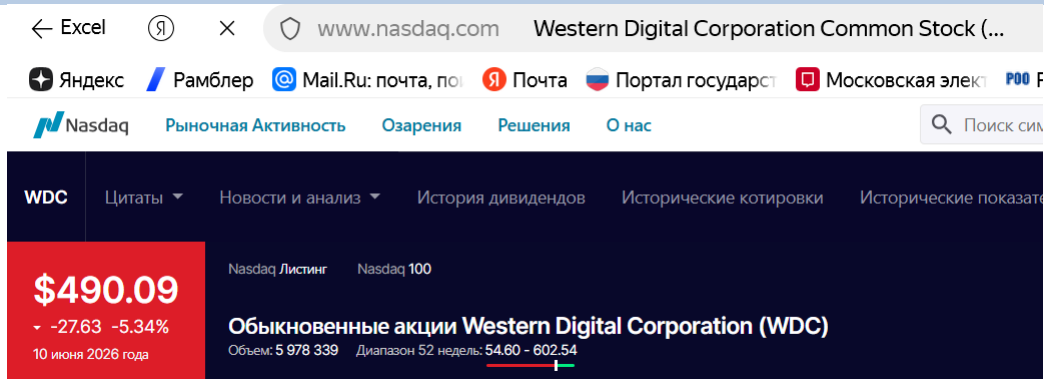 ← Excel Я × www.nasdaq.com Western Digital Corporation Common Stock (...
Яндекс Рамблер @ Mail.Ru: почта, по Я Почта Портал государст Московская элект РОО
Nasdaq Рыночная Активность Озарения Решения О нас Поиск сим
WDC Цитаты Новости и анализ История дивидендов Исторические котировки Исторические показате
Nasdaq Листинг Nasdaq 100
$490.09
-27.63 -5.34%
10 июня 2026 года
Обыкновенные акции Western Digital Corporation (WDC)
Объем: 5 978 339 Диапазон 52 недель: 54.60 - 602.54